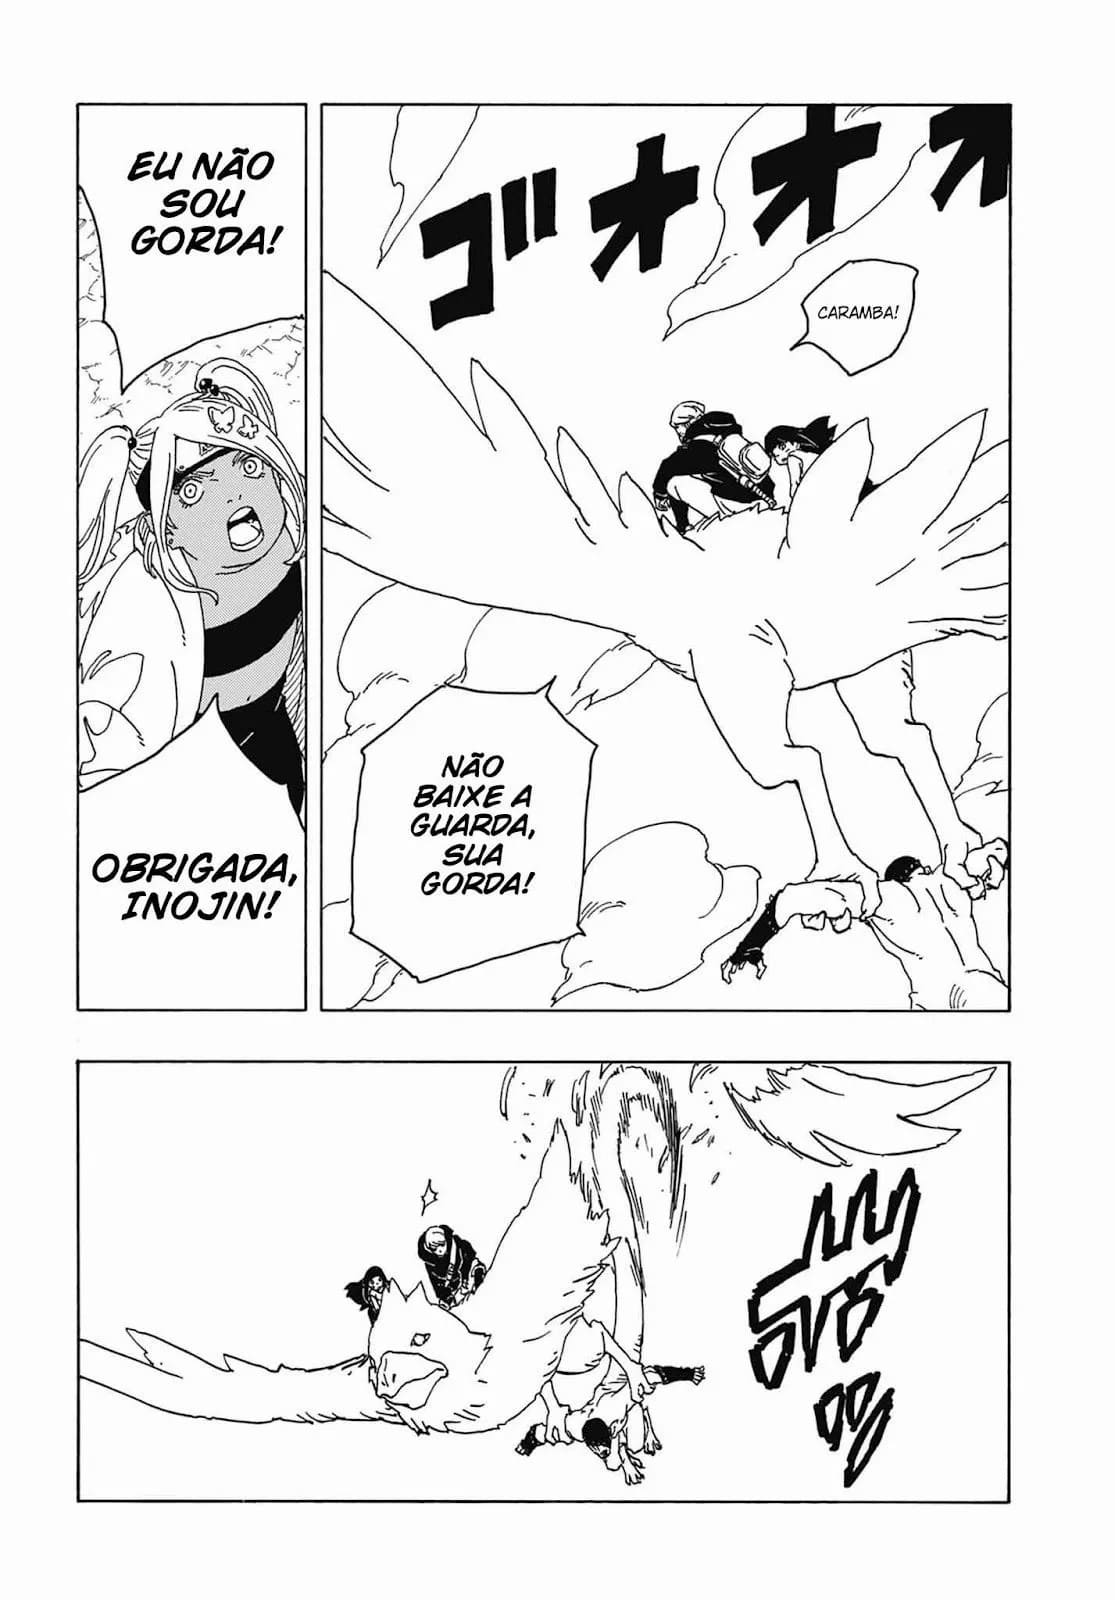 ゴオオオ
CARAMBA!
NÃO
BAIXE A
GUARDA,
SUA
GORDA!
EU NÃO
SOU
GORDA!
OBRIGADA,
INOJIN!